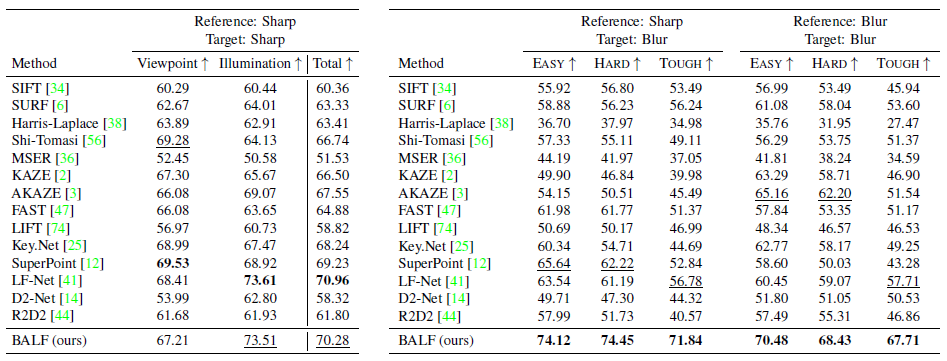 Reference: Sharp
Target: Sharp
Method Viewpoint ↑ Illumination ↑ Total ↑
SIFT [34] 60.29 60.44 60.36
SURF [6] 62.67 64.01 63.33
Harris-Laplace [38] 63.89 62.91 63.41
Shi-Tomasi [56] 69.28 64.13 66.74
MSER [36] 52.45 50.58 51.53
KAZE [2] 67.30 65.67 66.50
AKAZE [3] 66.08 69.07 67.55
FAST [47] 66.08 63.65 64.88
LIFT [74] 56.97 60.73 58.82
Key.Net [25] 68.99 67.47 68.24
SuperPoint [12] 69.53 68.92 69.23
LF-Net [41] 68.41 73.61 70.96
D2-Net [14] 53.99 62.80 58.32
R2D2 [44] 61.68 61.93 61.80
BALF (ours) 67.21 73.51 70.28
Reference: Sharp Reference: Blur
Target: Blur Target: Blur
Method EASY ↑ HARD ↑ TOUGH ↑ EASY ↑ HARD ↑ TOUGH ↑
SIFT [34] 55.92 56.80 53.49 56.99 53.49 45.94
SURF [6] 58.88 56.23 56.24 61.08 58.04 53.60
Harris-Laplace [38] 36.70 37.97 34.98 35.76 31.95 27.47
Shi-Tomasi [56] 57.33 55.11 49.11 56.29 53.75 51.37
MSER [36] 44.19 41.97 37.05 41.81 38.24 34.59
KAZE [2] 49.90 46.84 39.98 63.29 58.71 46.90
AKAZE [3] 54.15 50.51 45.49 65.16 62.20 51.54
FAST [47] 61.98 61.77 51.37 57.84 53.35 51.17
LIFT [74] 50.69 50.17 46.99 48.34 46.57 46.53
Key.Net [25] 60.34 54.71 44.69 62.77 58.17 49.25
SuperPoint [12] 65.64 62.22 52.84 58.60 50.03 43.28
LF-Net [41] 63.54 61.19 56.78 60.45 59.07 57.71
D2-Net [14] 49.71 47.30 44.32 51.80 51.05 50.53
R2D2 [44] 57.99 51.73 40.57 57.49 55.31 46.86
BALF (ours) 74.12 74.45 71.84 70.48 68.43 67.71